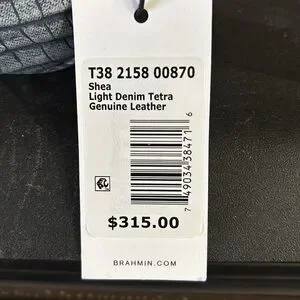 T38 2158 00870
Shea
Light Denim Tetra
Genuine Leather
7 49034 38471 6
$315.00
BRAHMIN.COM